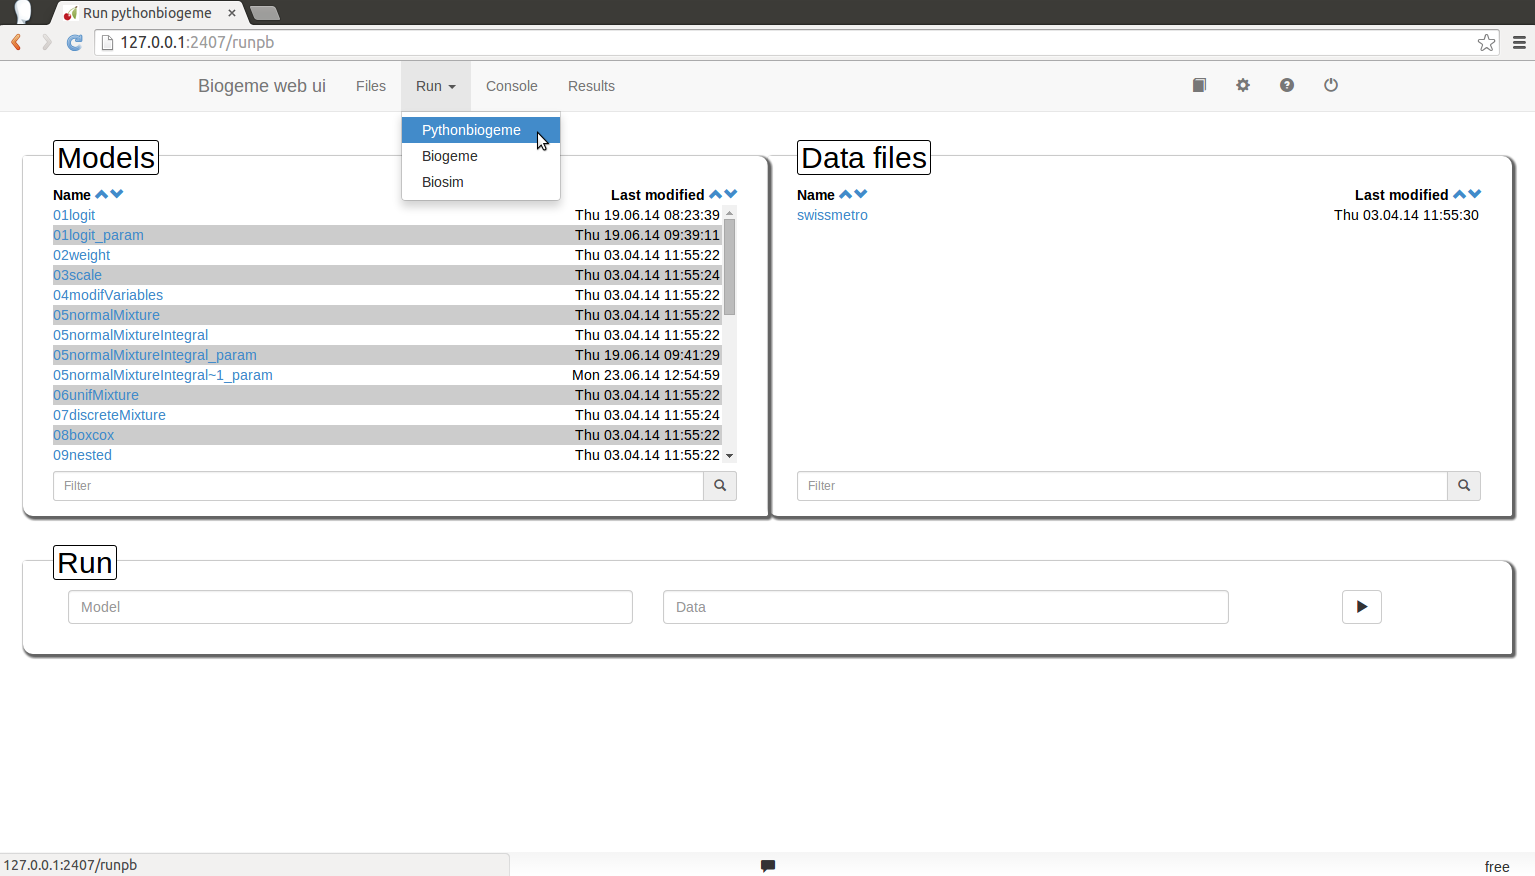 Run pythonbiogeme
127.0.0.1:2407/runpb
Biogeme web ui Files Run Console Results
Pythonbiogeme
Biogeme
Biosim
Models
Name Last modified
01logit Thu 19.06.14 08:23:39
01logit_param Thu 19.06.14 09:39:11
02weight Thu 03.04.14 11:55:22
03scale Thu 03.04.14 11:55:24
04modifVariables Thu 03.04.14 11:55:22
05normalMixture Thu 03.04.14 11:55:22
05normalMixtureIntegral Thu 03.04.14 11:55:22
05normalMixtureIntegral_param Thu 19.06.14 09:41:29
05normalMixtureIntegral~1_param Mon 23.06.14 12:54:59
06unifMixture Thu 03.04.14 11:55:22
07discreteMixture Thu 03.04.14 11:55:24
08boxcox Thu 03.04.14 11:55:22
09nested Thu 03.04.14 11:55:22
Filter
Data files
Name Last modified
swissmetro Thu 03.04.14 11:55:30
Filter
Run
Model Data
127.0.0.1:2407/runpb
free